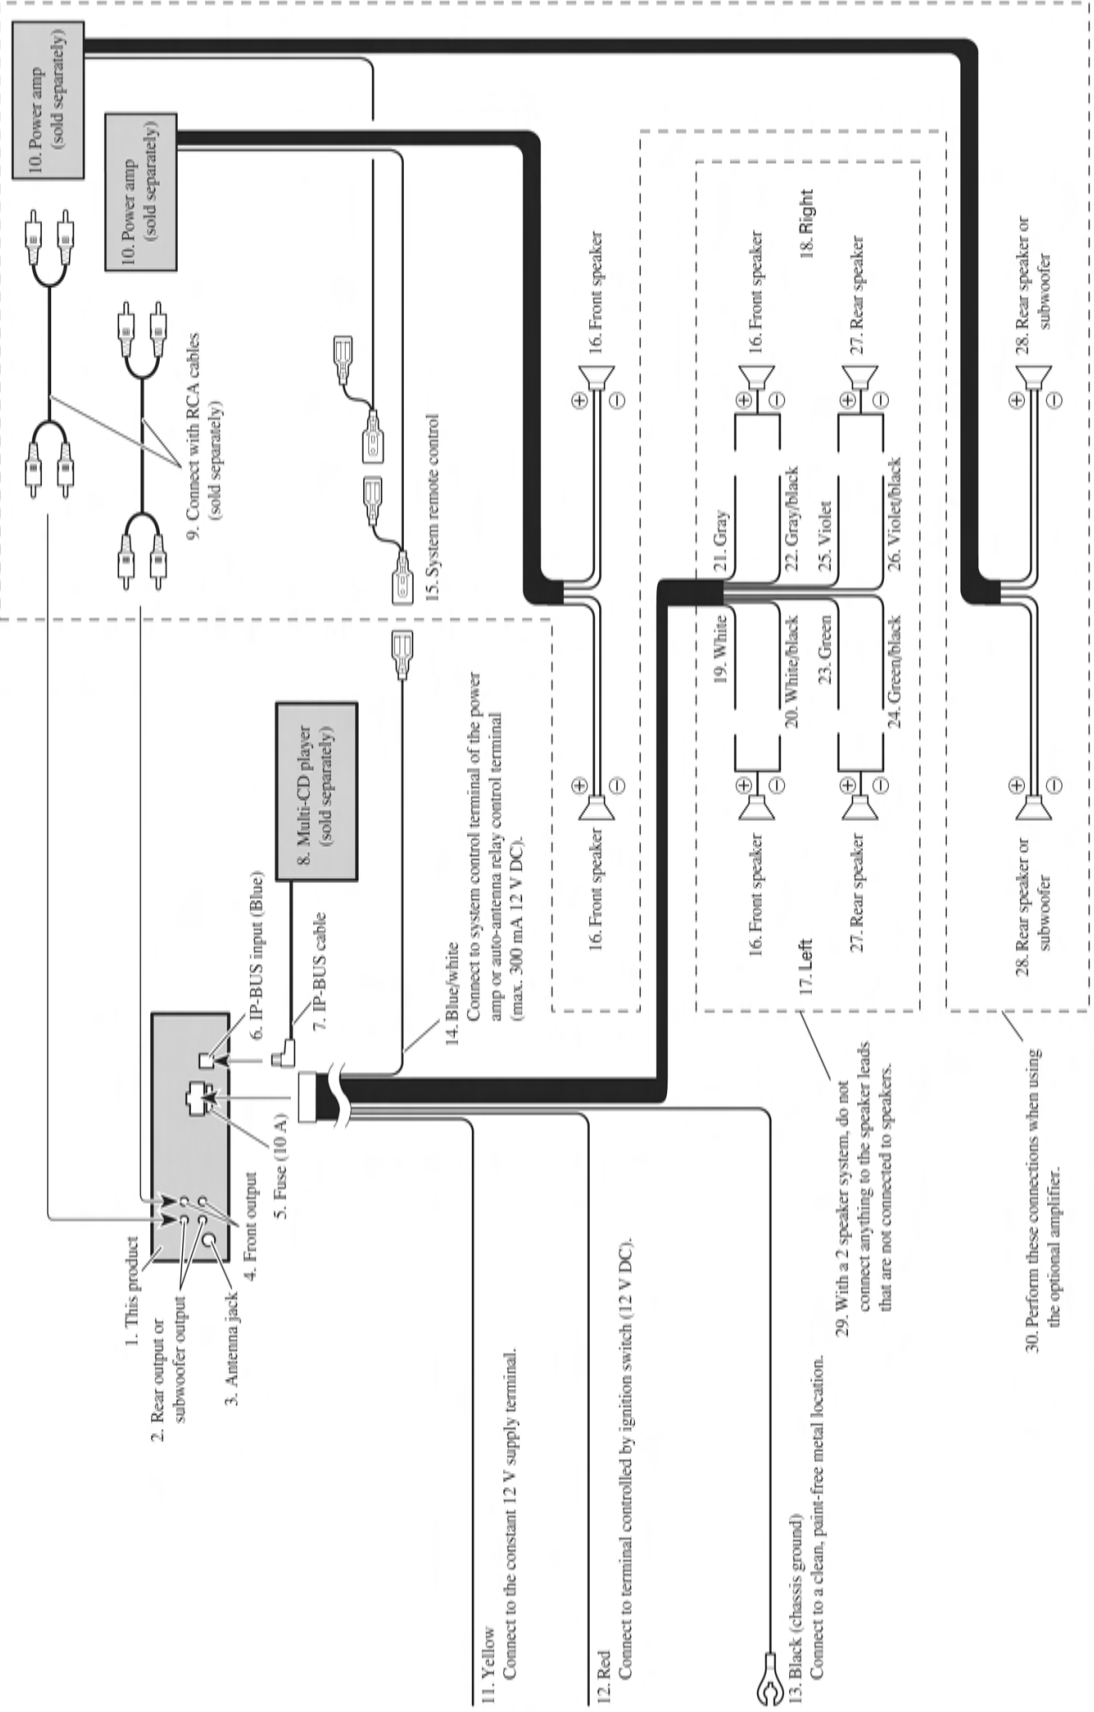 1. This product
2. Rear output or
subwoofer output
3. Antenna jack
4. Front output
5. Fuse (10 A)
6. IP-BUS input (Blue)
7. IP-BUS cable
8. Multi-CD player
(sold separately)
9. Connect with RCA cables
(sold separately)
10. Power amp
(sold separately)
10. Power amp
(sold separately)
11. Yellow
Connect to the constant 12 V supply terminal.
12. Red
Connect to terminal controlled by ignition switch (12 V DC).
13. Black (chassis ground)
Connect to a clean, paint-free metal location.
14. Blue/white
Connect to system control terminal of the power
amp or auto-antenna relay control terminal
(max. 300 mA 12 V DC).
15. System remote control
16. Front speaker
⊕
⊖
⊕
⊖
16. Front speaker
17. Left
18. Right
19. White
20. White/black
21. Gray
22. Gray/black
16. Front speaker
⊕
⊖
⊕
⊖
16. Front speaker
23. Green
24. Green/black
25. Violet
26. Violet/black
27. Rear speaker
⊕
⊖
⊕
⊖
27. Rear speaker
28. Rear speaker or
subwoofer
⊕
⊖
⊕
⊖
28. Rear speaker or
subwoofer
29. With a 2 speaker system, do not
connect anything to the speaker leads
that are not connected to speakers.
30. Perform these connections when using
the optional amplifier.